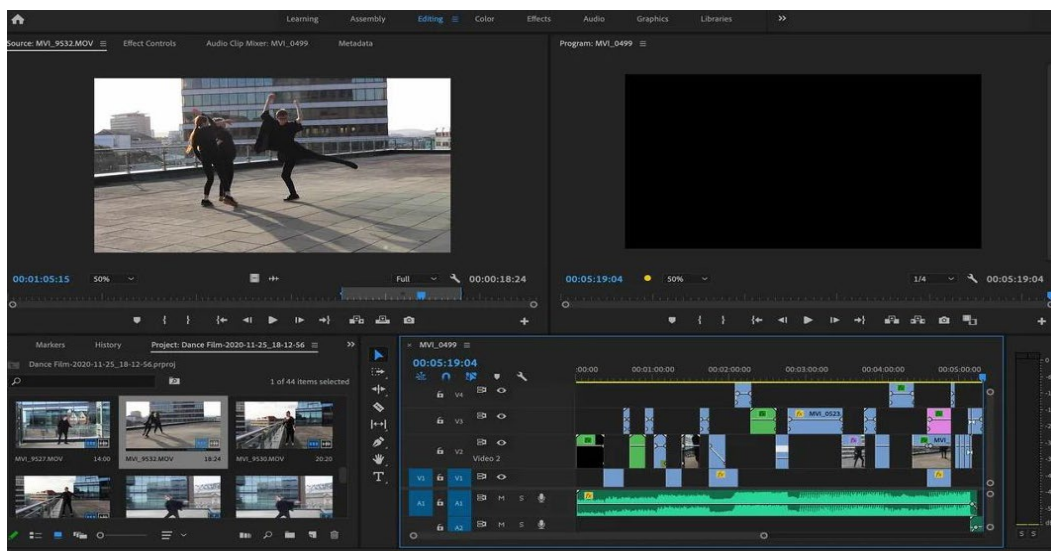 Learning Assembly Editing Color Effects Audio Graphics Libraries
Source: MVI_9532.MOV Effect Controls Audio Clip Mixer: MVI_0499 Metadata
Program: MVI_0499
00:01:05:15 50% Full 00:00:18:24
00:05:19:04 50% 1/4 00:05:19:04
Markers History Project: Dance Film-2020-11-25_18-12-56
Dance Film-2020-11-25_18-12-56.prproj
1 of 44 items selected
MVI_9527.MOV 14:00 MVI_9532.MOV 18:24 MVI_9530.MOV 20:20
T
× MVI_0499
00:05:19:04
:00:00 00:01:00:00 00:02:00:00 00:03:00:00 00:04:00:00 00:05:00:00
V4
V3 fx MVI_0523
V2
Video 2
MVI_
V1 V1 fx fx
A1 A1 M S fx
A2 M S
S S